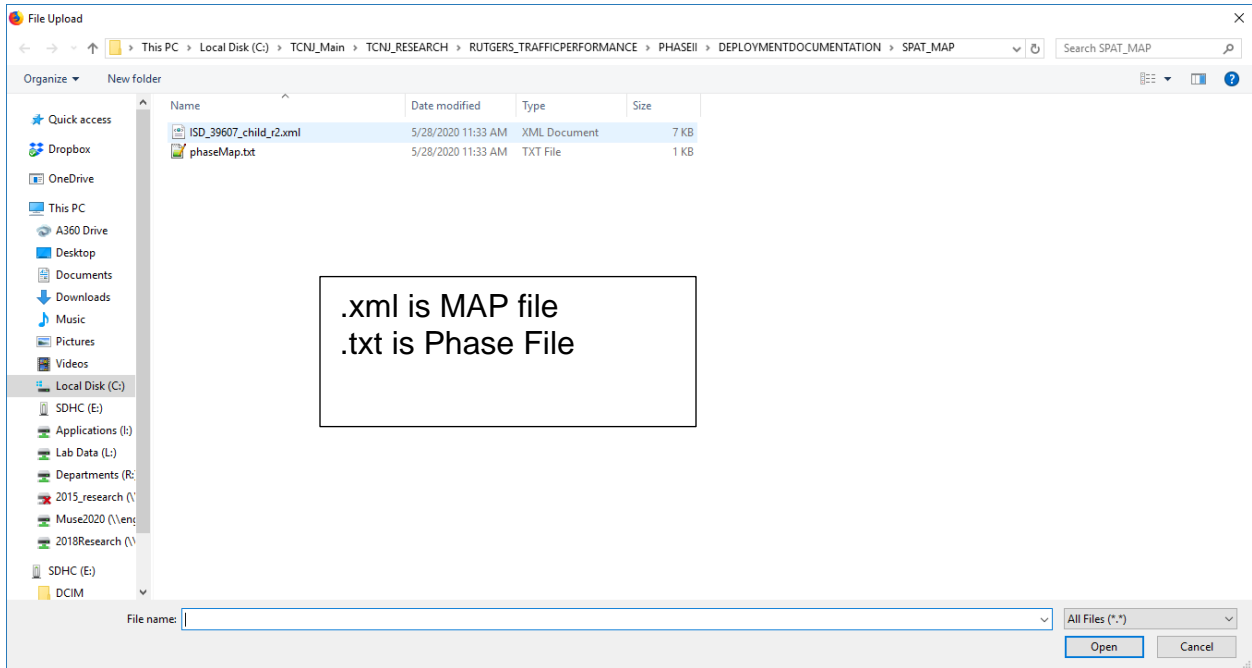 File Upload
This PC > Local Disk (C:) > TCNJ_Main > TCNJ_RESEARCH > RUTGERS_TRAFFICPERFORMANCE > PHASEII > DEPLOYMENTDOCUMENTATION > SPAT_MAP
Search SPAT_MAP
Organize New folder
Name Date modified Type Size
ISD_39607_child_r2.xml 5/28/2020 11:33 AM XML Document 7 KB
phaseMap.txt 5/28/2020 11:33 AM TXT File 1 KB
Quick access
Dropbox
OneDrive
This PC
A360 Drive
Desktop
Documents
Downloads
Music
Pictures
Videos
Local Disk (C:)
SDHC (E:)
Applications (I:)
Lab Data (L:)
Departments (R:
2015_research (\\
Muse2020 (\\eng
2018Research (\\
SDHC (E:)
DCIM
.xml is MAP file
.txt is Phase File
File name:
All Files (*.*)
Open Cancel